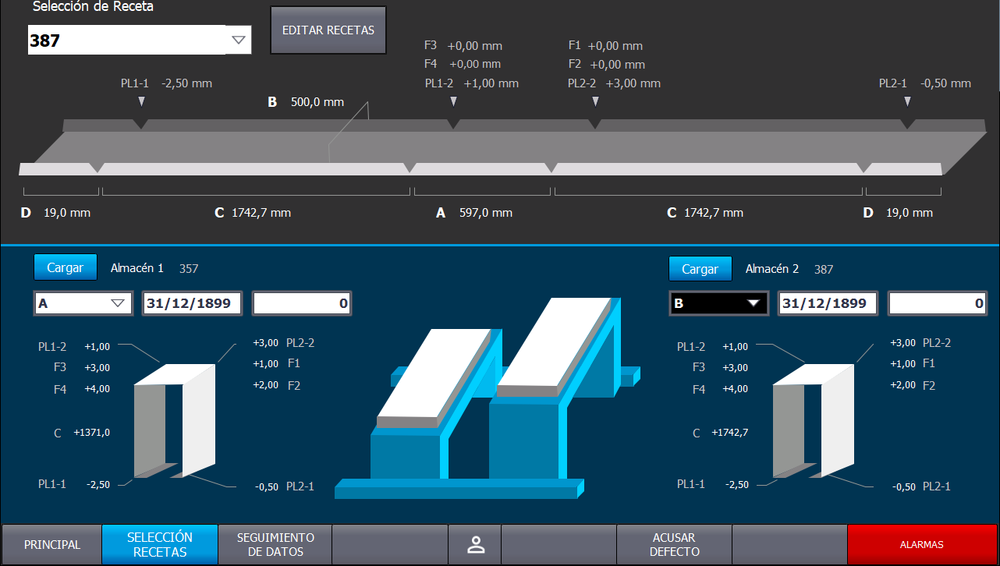 Selección de Receta
387
EDITAR RECETAS
F3 +0,00 mm
F4 +0,00 mm
PL1-2 +1,00 mm
F1 +0,00 mm
F2 +0,00 mm
PL2-2 +3,00 mm
PL1-1 -2,50 mm
PL2-1 -0,50 mm
B 500,0 mm
D 19,0 mm
C 1742,7 mm
A 597,0 mm
C 1742,7 mm
D 19,0 mm
Cargar Almacén 1 357
A 31/12/1899 0
PL1-2 +1,00
F3 +3,00
F4 +4,00
C +1371,0
PL1-1 -2,50
+3,00 PL2-2
+1,00 F1
+2,00 F2
-0,50 PL2-1
Cargar Almacén 2 387
B 31/12/1899 0
PL1-2 +1,00
F3 +3,00
F4 +4,00
C +1742,7
PL1-1 -2,50
+3,00 PL2-2
+1,00 F1
+2,00 F2
-0,50 PL2-1
PRINCIPAL
SELECCIÓN
RECETAS
SEGUIMIENTO
DE DATOS
ACUSAR
DEFECTO
ALARMAS